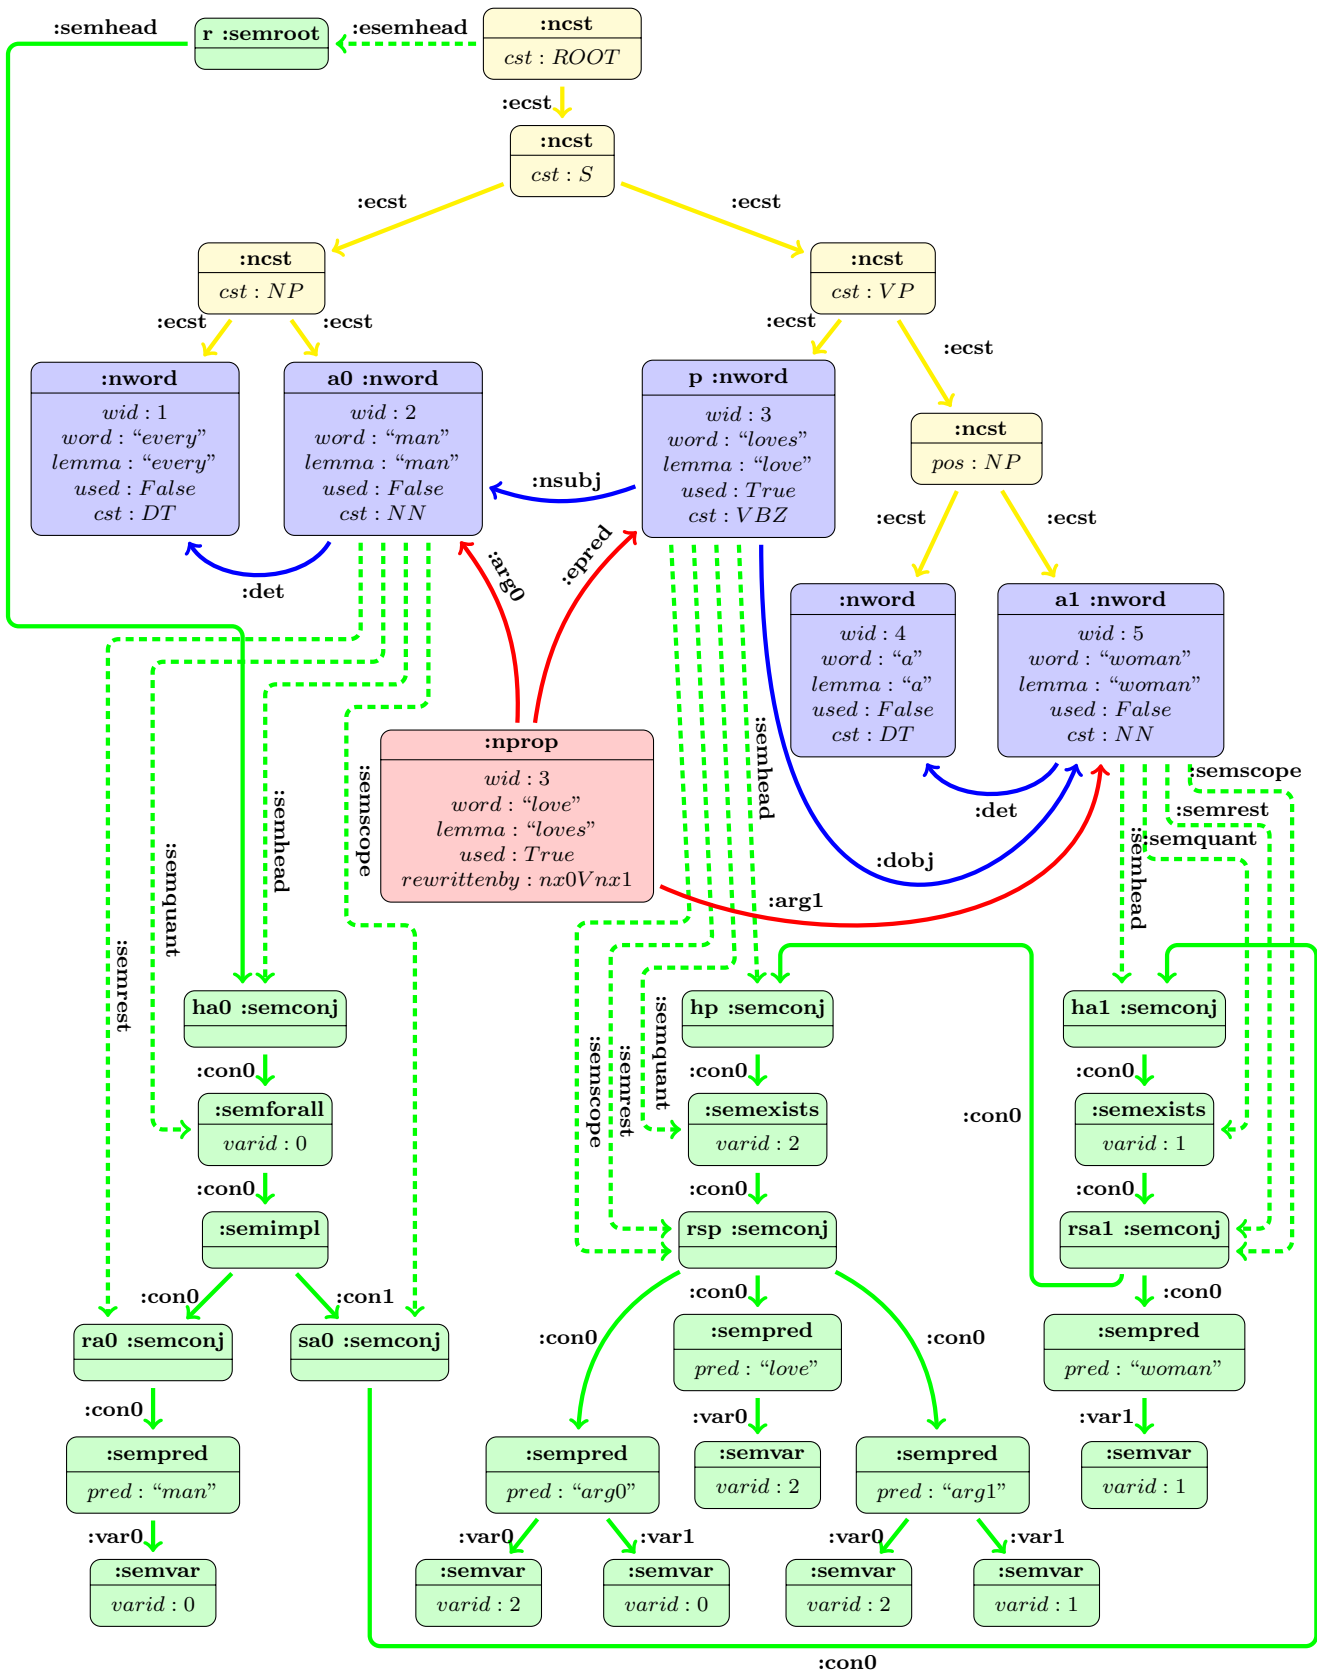 :semhead
r :semroot
:esemhead
:ncst
cst : ROOT
:ecst
:ncst
cst : S
:ecst
:ecst
:ncst
cst : NP
:ncst
cst : VP
:ecst
:ecst
:ecst
:ecst
:nword
wid : 1
word : “every”
lemma : “every”
used : False
cst : DT
a0 :nword
wid : 2
word : “man”
lemma : “man”
used : False
cst : NN
p :nword
wid : 3
word : “loves”
lemma : “love”
used : True
cst : VBZ
:ncst
pos : NP
:nsubj
:det
:arg0
:epred
:ecst
:ecst
:nword
wid : 4
word : “a”
lemma : “a”
used : False
cst : DT
a1 :nword
wid : 5
word : “woman”
lemma : “woman”
used : False
cst : NN
:nprop
wid : 3
word : “love”
lemma : “loves”
used : True
rewrittenby : nx0Vnx1
:semhead
:semscope
:semhead
:semquant
:semrest
:det
:dobj
:arg1
:semscope
:semrest
:semquant
:semhead
ha0 :semconj
hp :semconj
ha1 :semconj
:semscope
:semrest
:semquant
:con0
:con0
:con0
:con0
:semforall
varid : 0
:semexists
varid : 2
:semexists
varid : 1
:con0
:con0
:con0
:semimpl
rsp :semconj
rsa1 :semconj
:con0
:con1
:con0
:con0
:con0
:con0
ra0 :semconj
sa0 :semconj
:sempred
pred : “love”
:sempred
pred : “woman”
:con0
:var0
:var1
:sempred
pred : “man”
:sempred
pred : “arg0”
:semvar
varid : 2
:sempred
pred : “arg1”
:semvar
varid : 1
:var0
:var0
:var1
:var0
:var1
:semvar
varid : 0
:semvar
varid : 2
:semvar
varid : 0
:semvar
varid : 2
:semvar
varid : 1
:con0